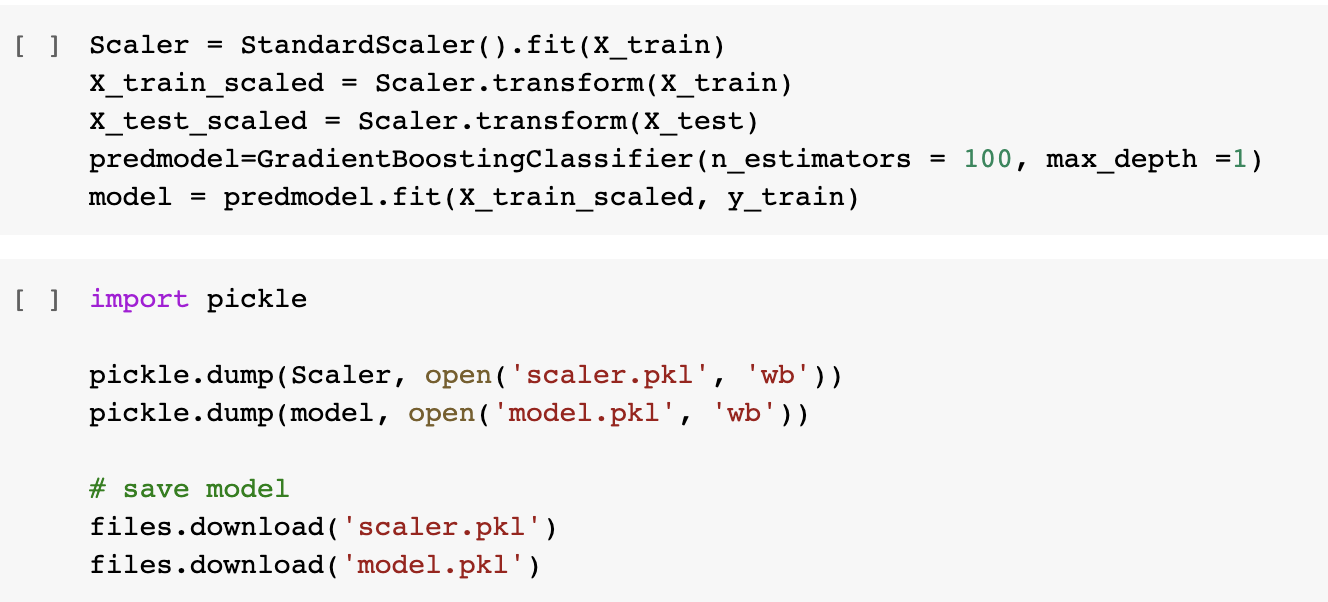 [ ] Scaler = StandardScaler().fit(X_train)
X_train_scaled = Scaler.transform(X_train)
X_test_scaled = Scaler.transform(X_test)
predmodel=GradientBoostingClassifier(n_estimators = 100, max_depth =1)
model = predmodel.fit(X_train_scaled, y_train)
[ ] import pickle
pickle.dump(Scaler, open('scaler.pkl', 'wb'))
pickle.dump(model, open('model.pkl', 'wb'))
# save model
files.download('scaler.pkl')
files.download('model.pkl')